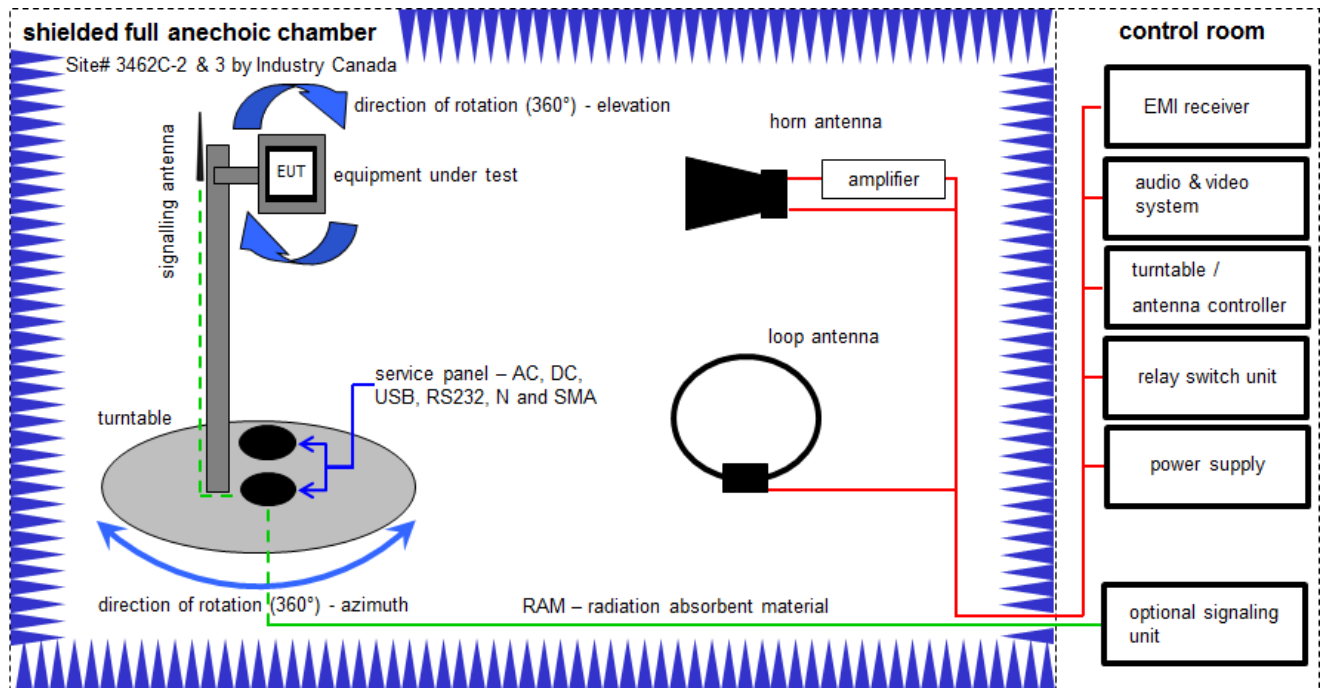 shielded full anechoic chamber
Site# 3462C-2 & 3 by Industry Canada
direction of rotation (360°) - elevation
signalling antenna
EUT
equipment under test
horn antenna
amplifier
loop antenna
service panel – AC, DC,
USB, RS232, N and SMA
turntable
direction of rotation (360°) - azimuth
RAM – radiation absorbent material
control room
EMI receiver
audio & video
system
turntable /
antenna controller
relay switch unit
power supply
optional signaling
unit